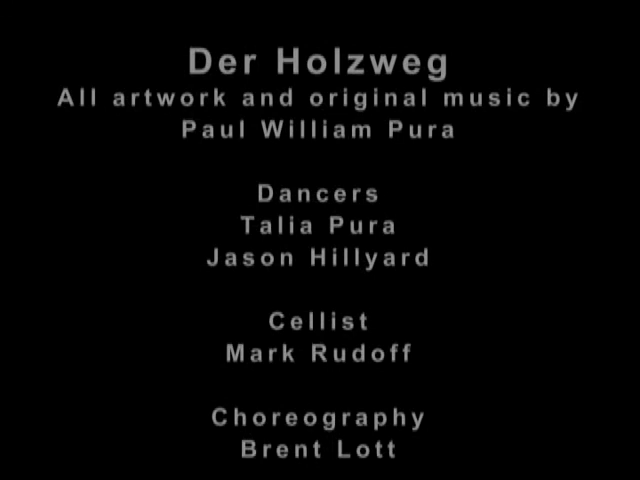 Der Holzweg
All artwork and original music by
Paul William Pura
Dancers
Talia Pura
Jason Hillyard
Cellist
Mark Rudoff
Choreography
Brent Lott